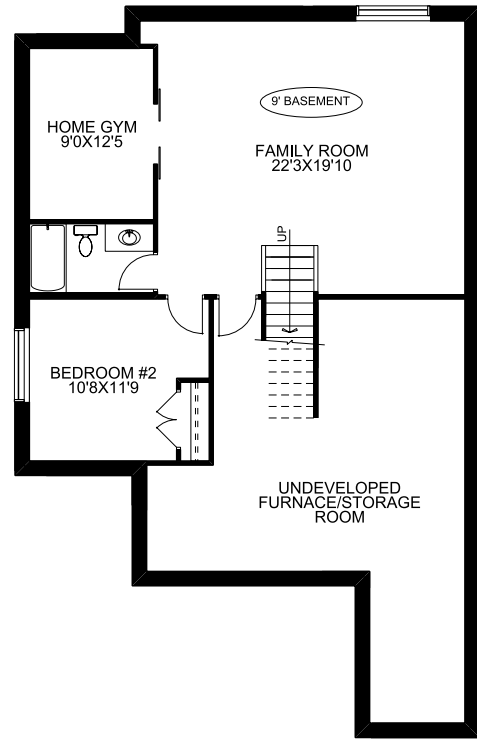 9' BASEMENT
HOME GYM
9'0X12'5
FAMILY ROOM
22'3X19'10
UP
BEDROOM #2
10'8X11'9
UNDEVELOPED
FURNACE/STORAGE
ROOM